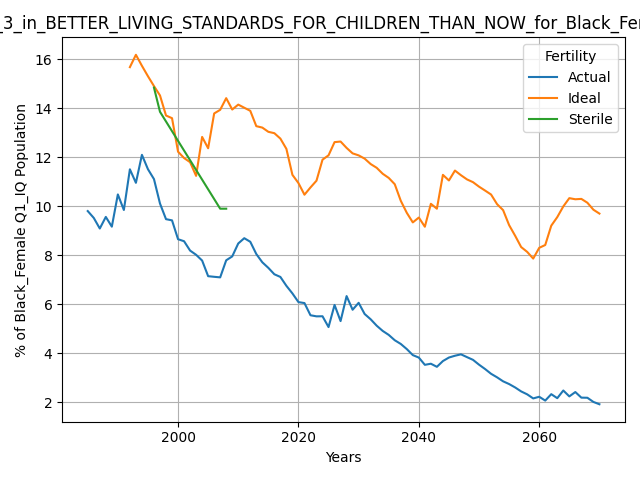 _3_in_BETTER_LIVING_STANDARDS_FOR_CHILDREN_THAN_NOW_for_Black_Fem
Fertility
Actual
Ideal
Sterile
% of Black_Female Q1_IQ Population
16
14
12
10
8
6
4
2
2000
2020
2040
2060
Years